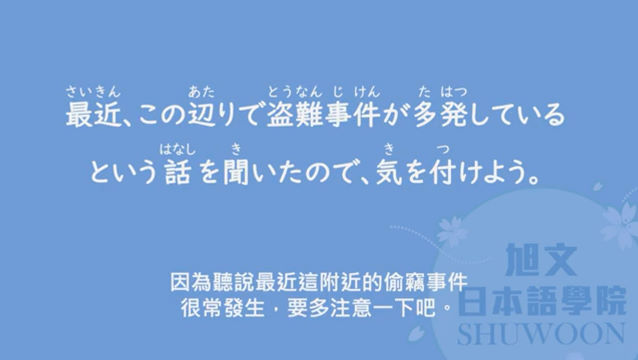 さいきん あた とうなん じ けん た はつ
最近、この辺りで盗難事件が多発している
はなし き き つ
という話を聞いたので、気を付けよう。
因為聽說最近這附近的偷竊事件
很常發生，要多注意一下吧。
旭文
日本語學院
SHUWOON